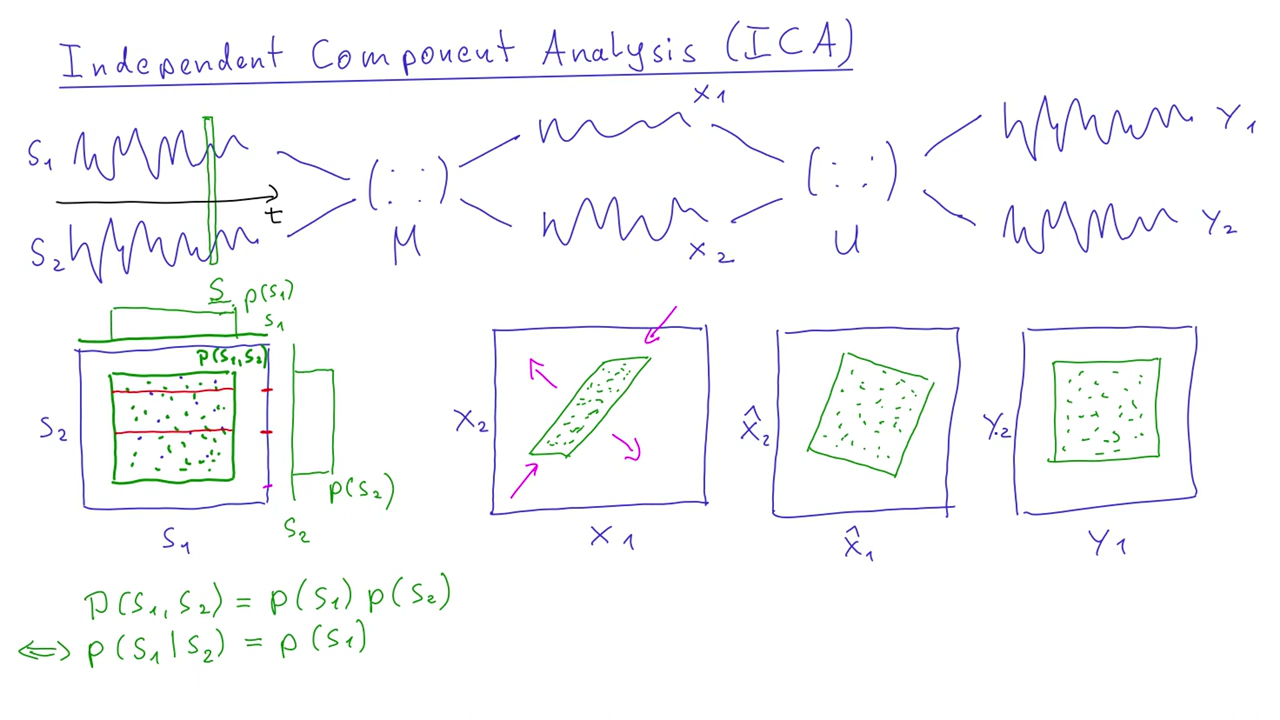 Independent Component Analysis (ICA)
S1
x1
Y1
(: :)
(: :)
t
S2
M
x2
U
Y2
S
p(S1)
S1
p(S1, S2)
S2
X2
X̂2
Y2
p(S2)
S1
S2
X1
X̂1
Y1
P(S1, S2) = p(S1) p(S2)
⟺ p(S1 | S2) = p(S1)